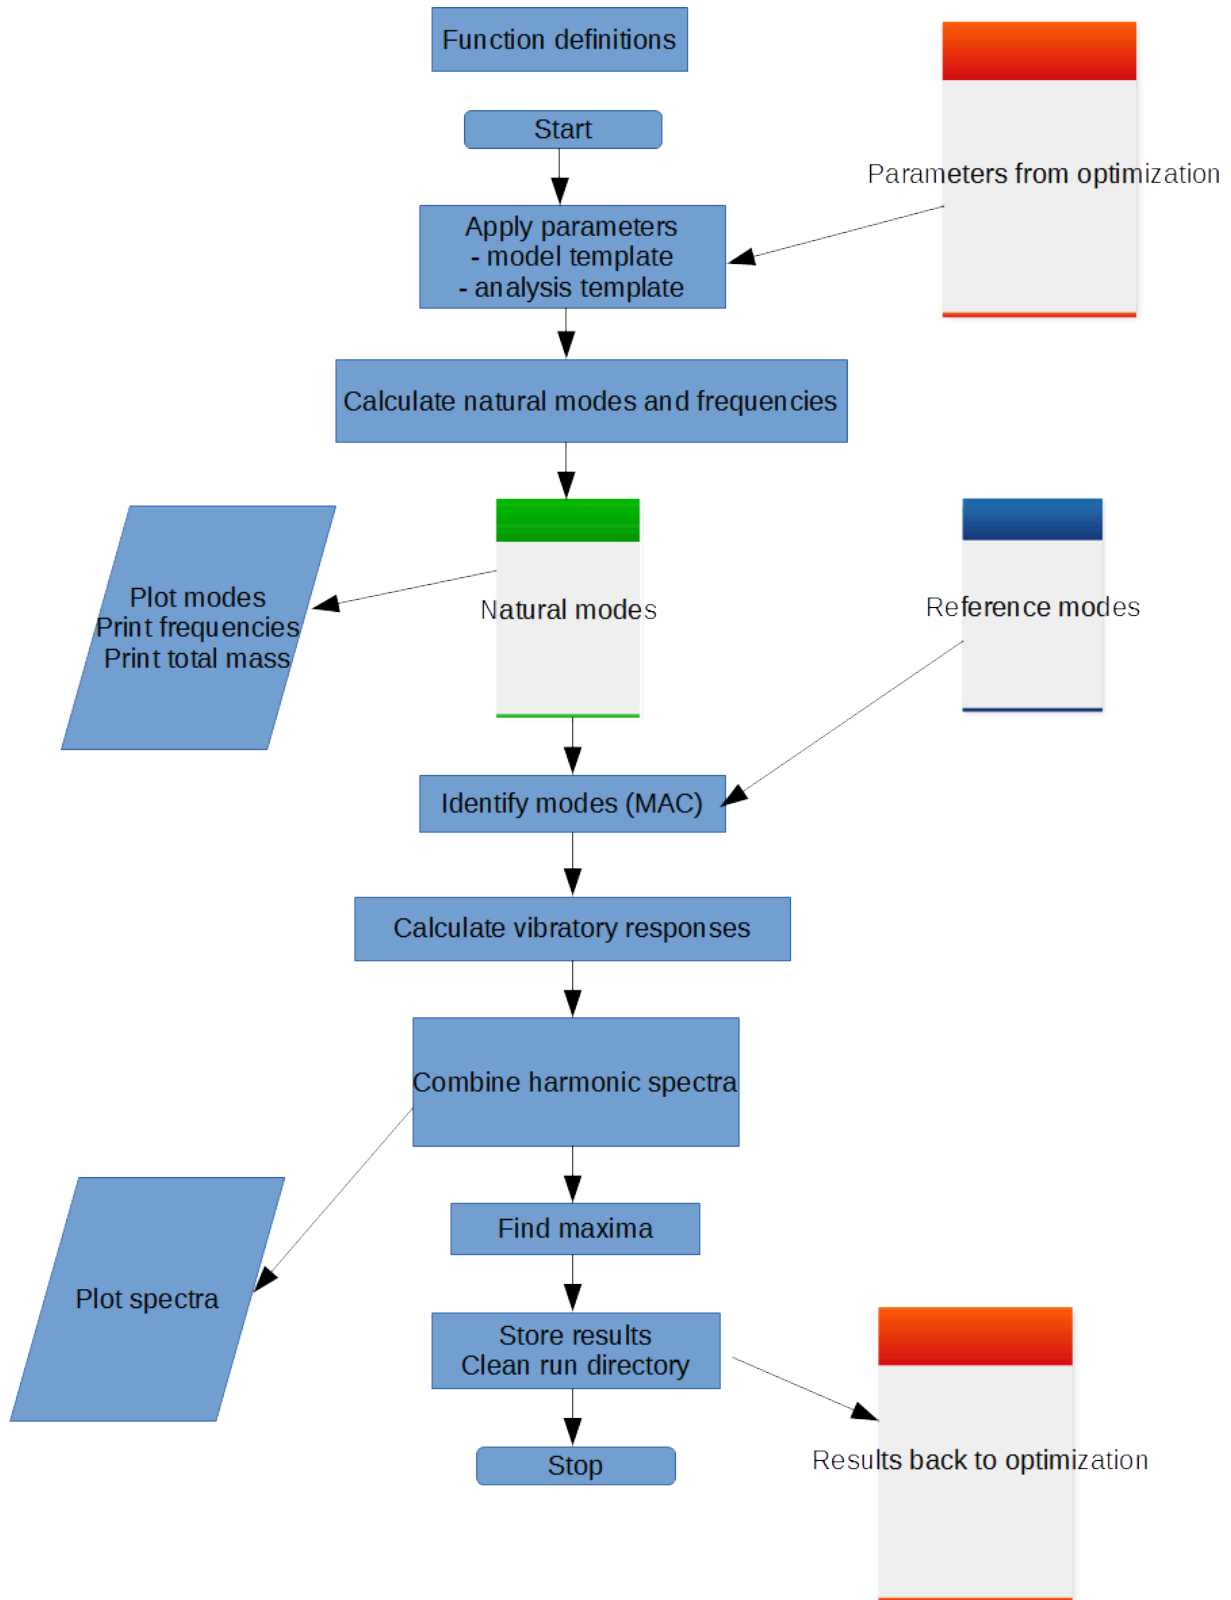 Function definitions
Start
Parameters from optimization
Apply parameters
- model template
- analysis template
Calculate natural modes and frequencies
Plot modes
Print frequencies
Print total mass
Natural modes
Reference modes
Identify modes (MAC)
Calculate vibratory responses
Combine harmonic spectra
Find maxima
Plot spectra
Store results
Clean run directory
Results back to optimization
Stop